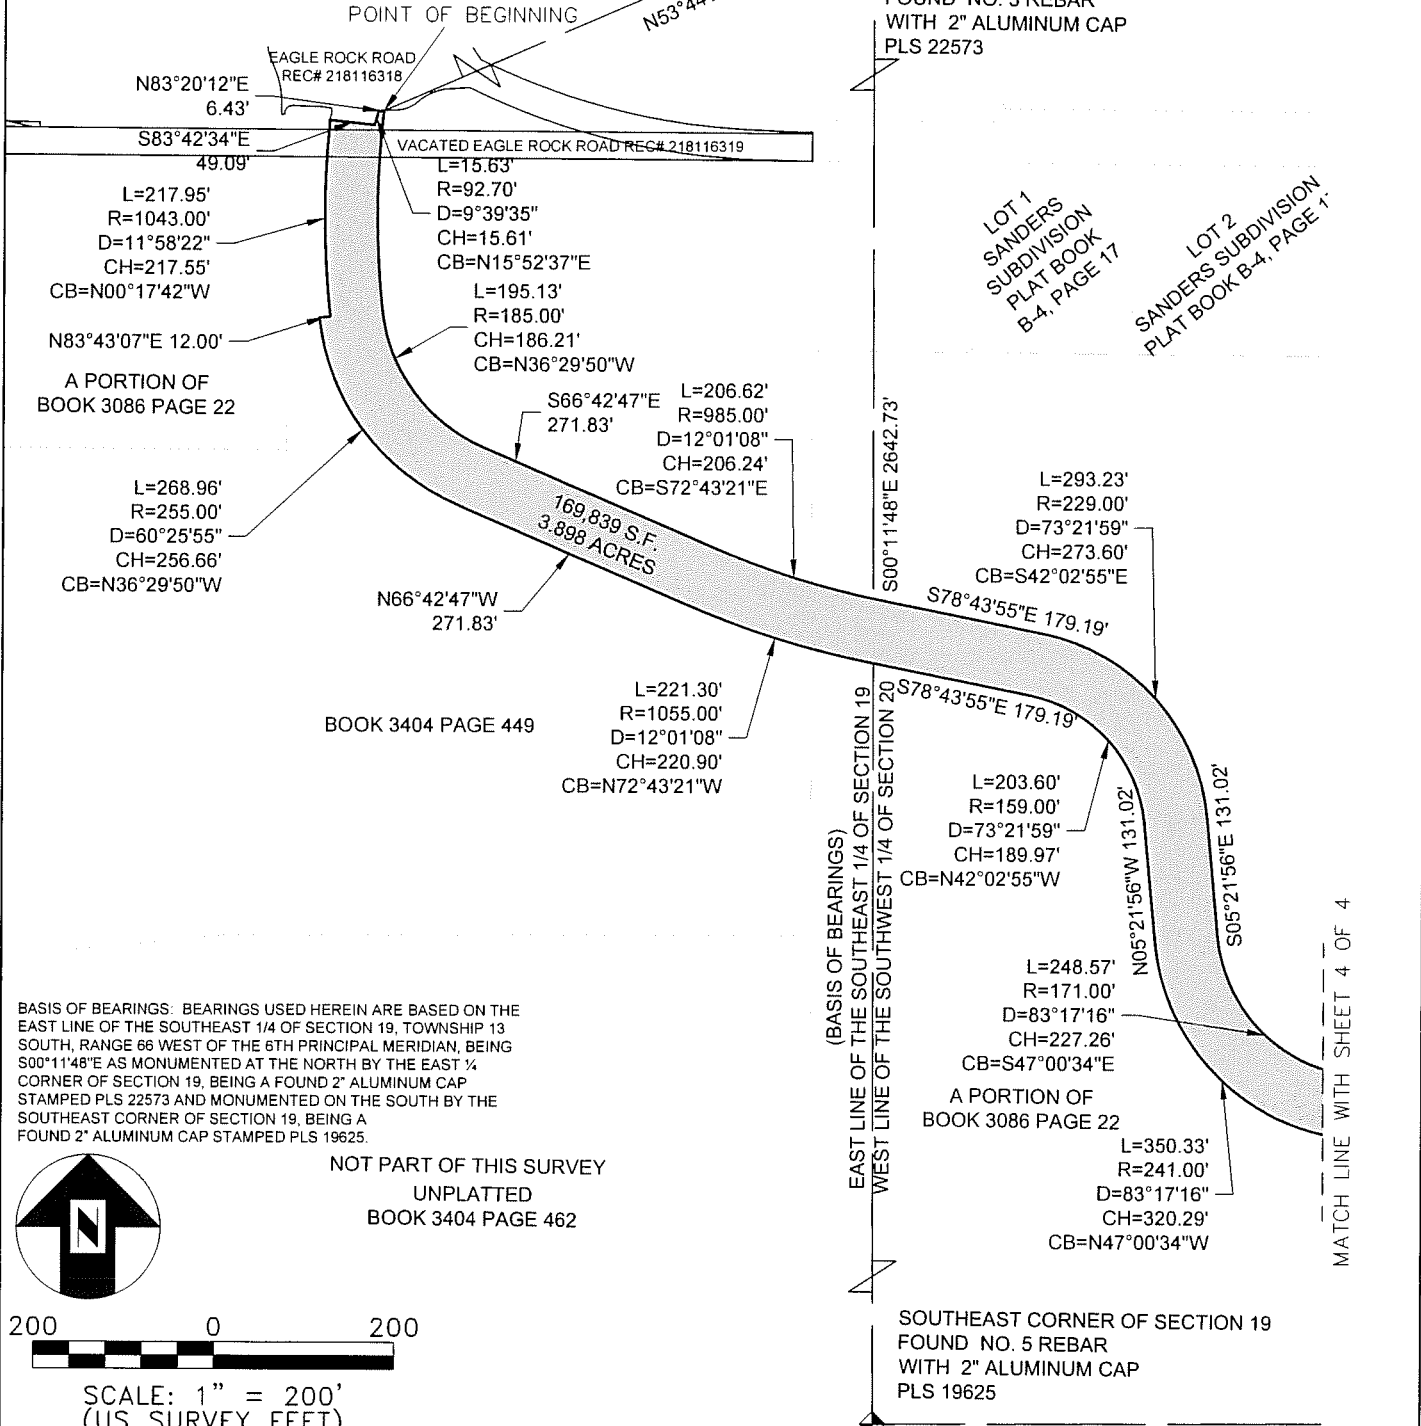 POINT OF BEGINNING
N53°44'
FOUND NO. 5 REBAR
WITH 2" ALUMINUM CAP
PLS 22573
EAGLE ROCK ROAD
REC# 218116318
N83°20'12"E
6.43'
S83°42'34"E
49.09'
VACATED EAGLE ROCK ROAD REC# 218116319
L=15.63'
R=92.70'
D=9°39'35"
CH=15.61'
CB=N15°52'37"E
L=217.95'
R=1043.00'
D=11°58'22"
CH=217.55'
CB=N00°17'42"W
LOT 1
SANDERS
SUBDIVISION
PLAT BOOK
B-4, PAGE 17
LOT 2
SANDERS SUBDIVISION
PLAT BOOK B-4, PAGE 1
L=195.13'
R=185.00'
CH=186.21'
CB=N36°29'50"W
N83°43'07"E 12.00'
A PORTION OF
BOOK 3086 PAGE 22
S66°42'47"E
271.83'
L=206.62'
R=985.00'
D=12°01'08"
CH=206.24'
CB=S72°43'21"E
S00°11'48"E 2642.73'
L=268.96'
R=255.00'
D=60°25'55"
CH=256.66'
CB=N36°29'50"W
169,839 S.F.
3.898 ACRES
L=293.23'
R=229.00'
D=73°21'59"
CH=273.60'
CB=S42°02'55"E
N66°42'47"W
271.83'
S78°43'55"E 179.19'
S78°43'55"E 179.19'
BOOK 3404 PAGE 449
L=221.30'
R=1055.00'
D=12°01'08"
CH=220.90'
CB=N72°43'21"W
(BASIS OF BEARINGS)
EAST LINE OF THE SOUTHEAST 1/4 OF SECTION 19
WEST LINE OF THE SOUTHWEST 1/4 OF SECTION 20
L=203.60'
R=159.00'
D=73°21'59"
CH=189.97'
CB=N42°02'55"W
N05°21'56"W 131.02'
S05°21'56"E 131.02'
L=248.57'
R=171.00'
D=83°17'16"
CH=227.26'
CB=S47°00'34"E
A PORTION OF
BOOK 3086 PAGE 22
L=350.33'
R=241.00'
D=83°17'16"
CH=320.29'
CB=N47°00'34"W
MATCH LINE WITH SHEET 4 OF 4
BASIS OF BEARINGS: BEARINGS USED HEREIN ARE BASED ON THE
EAST LINE OF THE SOUTHEAST 1/4 OF SECTION 19, TOWNSHIP 13
SOUTH, RANGE 66 WEST OF THE 6TH PRINCIPAL MERIDIAN, BEING
S00°11'48"E AS MONUMENTED AT THE NORTH BY THE EAST ¼
CORNER OF SECTION 19, BEING A FOUND 2" ALUMINUM CAP
STAMPED PLS 22573 AND MONUMENTED ON THE SOUTH BY THE
SOUTHEAST CORNER OF SECTION 19, BEING A
FOUND 2" ALUMINUM CAP STAMPED PLS 19625.
NOT PART OF THIS SURVEY
UNPLATTED
BOOK 3404 PAGE 462
N
200 0 200
SCALE: 1" = 200'
(US SURVEY FEET)
SOUTHEAST CORNER OF SECTION 19
FOUND NO. 5 REBAR
WITH 2" ALUMINUM CAP
PLS 19625